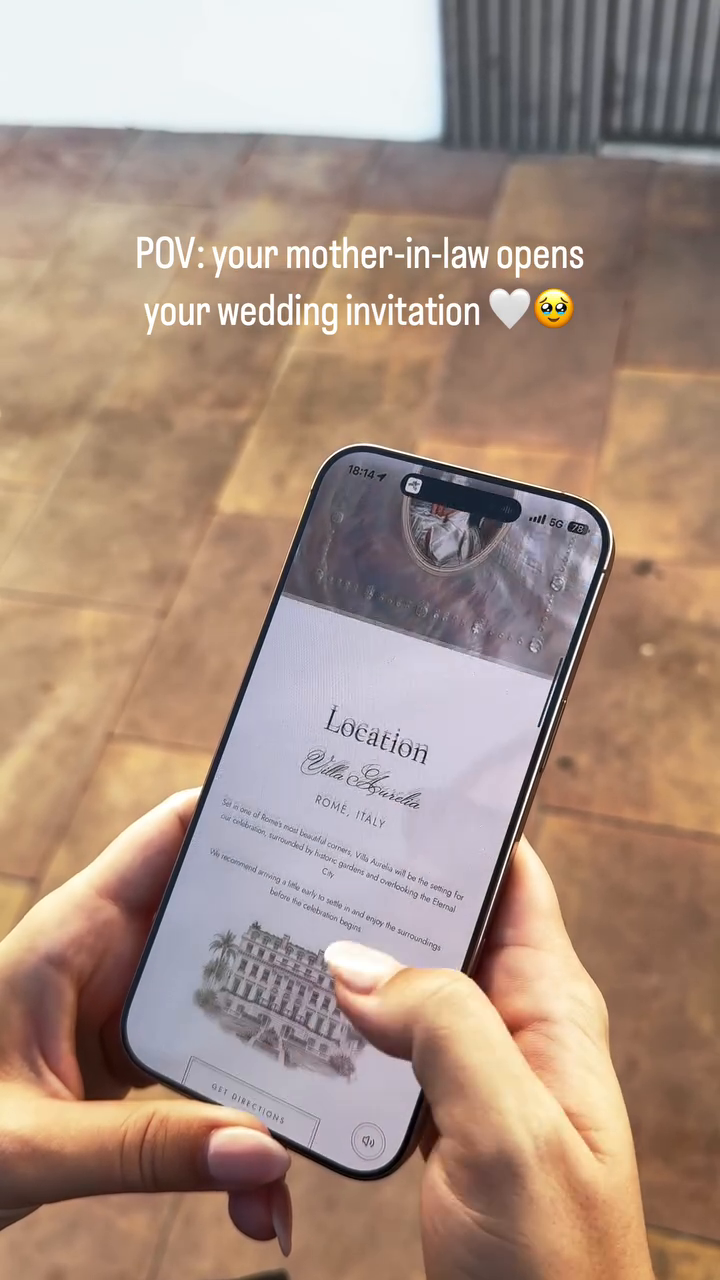 POV: your mother-in-law opens
your wedding invitation 🤍🥹
18:14
5G 78
Location
Villa Aurelia
ROME, ITALY
Set in one of Rome's most beautiful corners, Villa Aurelia will be the setting for
our celebration, surrounded by historic gardens and overlooking the Eternal
City
We recommend arriving a little early to settle in and enjoy the surroundings
before the celebration begins
GET DIRECTIONS